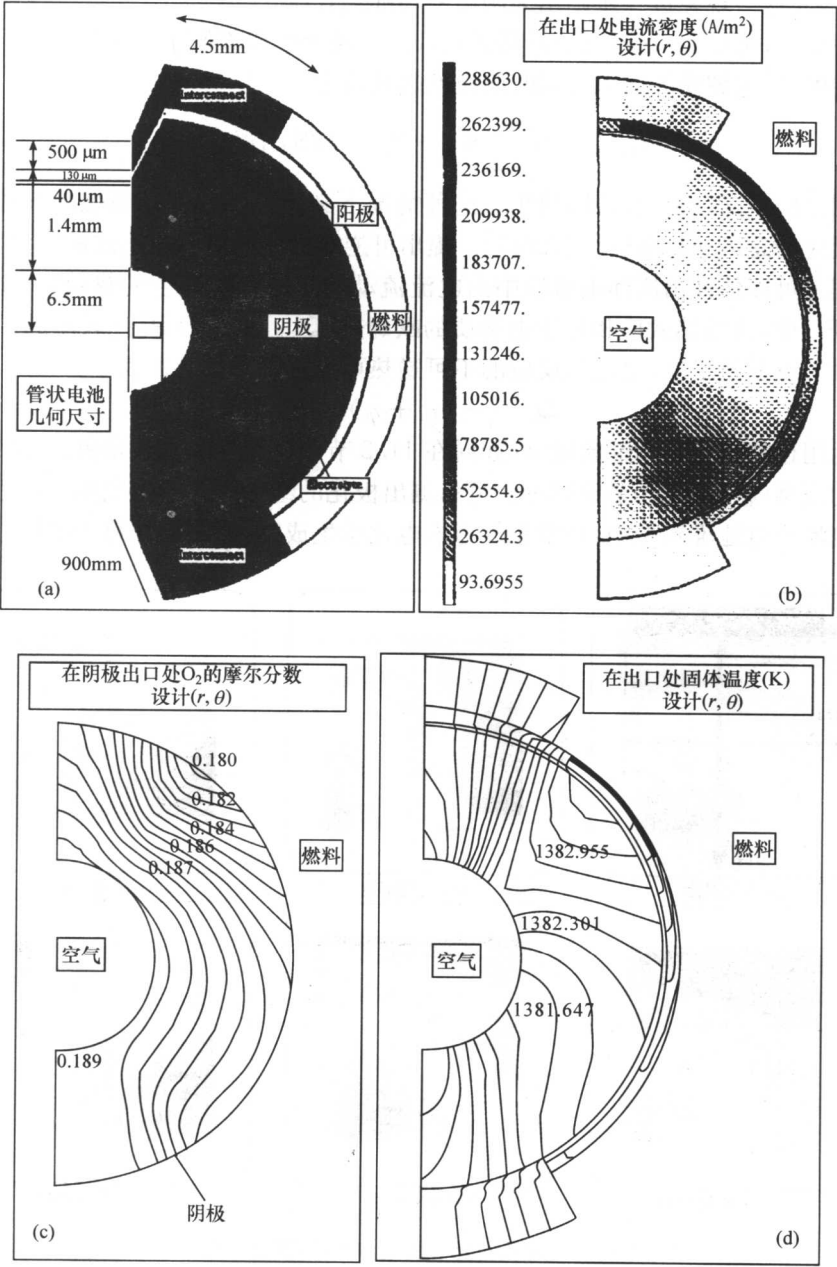 4.5mm
Interconnect
500 μm
130 μm
40 μm
1.4mm
6.5mm
阳极
阴极
燃料
管状电池
几何尺寸
Electrolyte
Interconnect
900mm
(a)
在出口处电流密度(A/m²)
设计(r, θ)
288630.
262399.
236169.
209938.
183707.
157477.
131246.
105016.
78785.5
52554.9
26324.3
93.6955
燃料
空气
(b)
在阴极出口处O₂的摩尔分数
设计(r, θ)
0.180
0.182
0.184
0.186
0.187
燃料
空气
0.189
阴极
(c)
在出口处固体温度(K)
设计(r, θ)
1382.955
燃料
1382.301
空气
1381.647
(d)